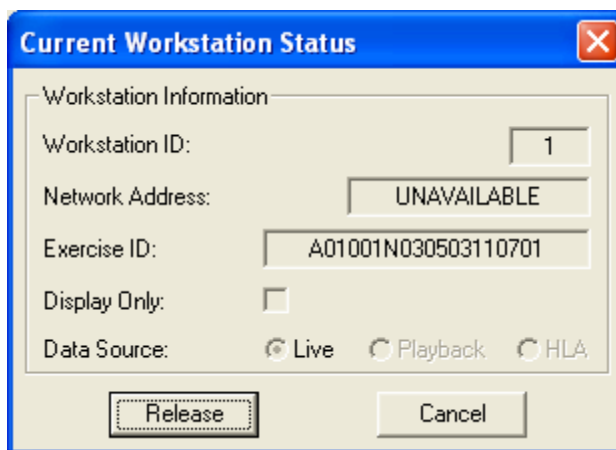 Current Workstation Status
Workstation Information
Workstation ID: 1
Network Address: UNAVAILABLE
Exercise ID: A01001N030503110701
Display Only:
Data Source: Live Playback HLA
Release Cancel